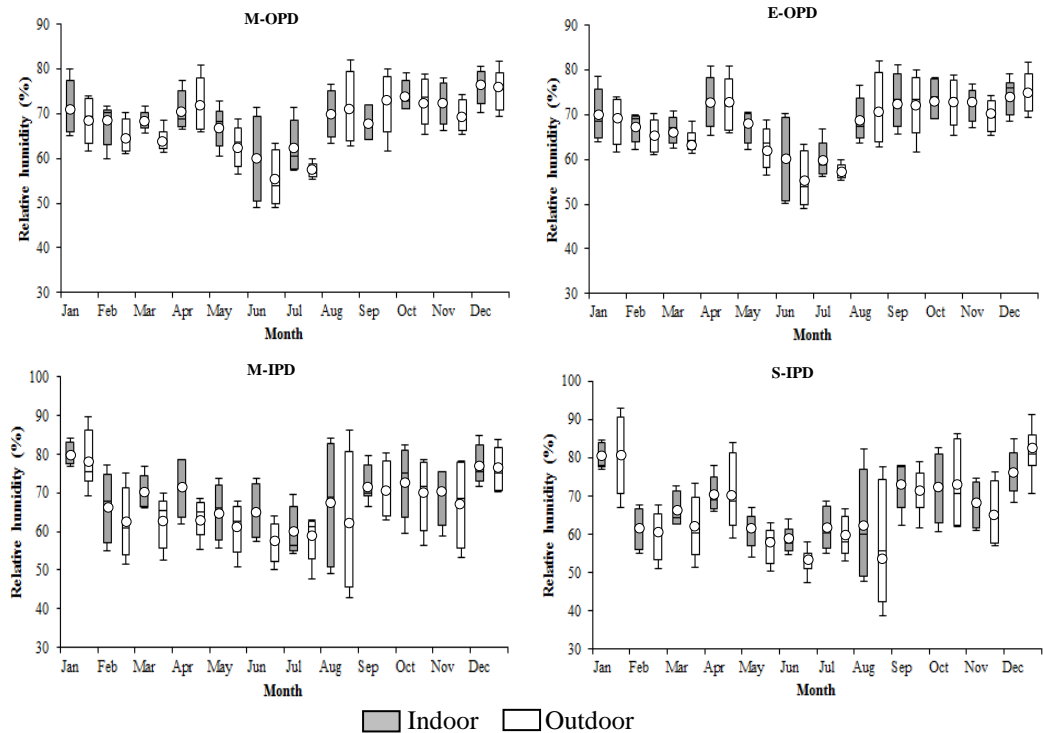 M-OPD
Relative humidity (%)
90
80
70
60
50
40
30
Jan Feb Mar Apr May Jun Jul Aug Sep Oct Nov Dec
Month
E-OPD
Relative humidity (%)
90
80
70
60
50
40
30
Jan Feb Mar Apr May Jun Jul Aug Sep Oct Nov Dec
Month
M-IPD
Relative humidity (%)
100
90
80
70
60
50
40
30
Jan Feb Mar Apr May Jun Jul Aug Sep Oct Nov Dec
Month
S-IPD
Relative humidity (%)
100
90
80
70
60
50
40
30
Jan Feb Mar Apr May Jun Jul Aug Sep Oct Nov Dec
Month
Indoor Outdoor